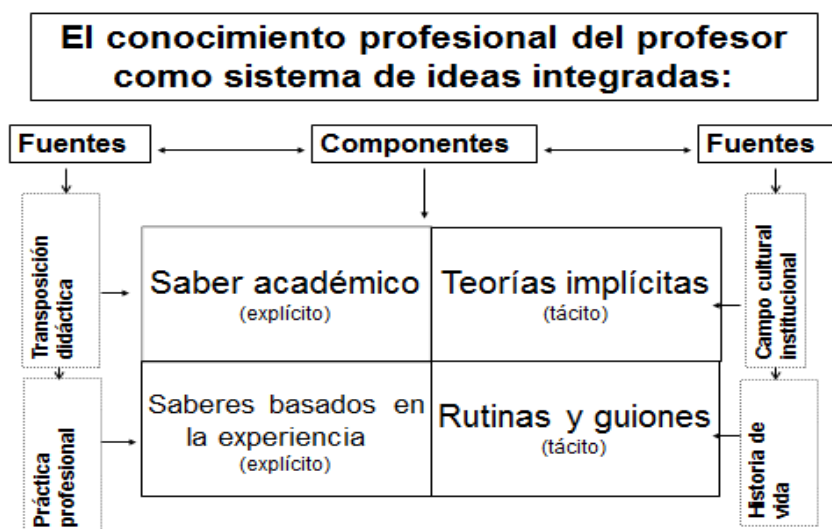 El conocimiento profesional del profesor
como sistema de ideas integradas:
Fuentes
Componentes
Fuentes
Transposición
didáctica
Saber académico
(explícito)
Teorías implícitas
(tácito)
Campo cultural
institucional
Práctica
profesional
Saberes basados en
la experiencia
(explícito)
Rutinas y guiones
(tácito)
Historia de
vida